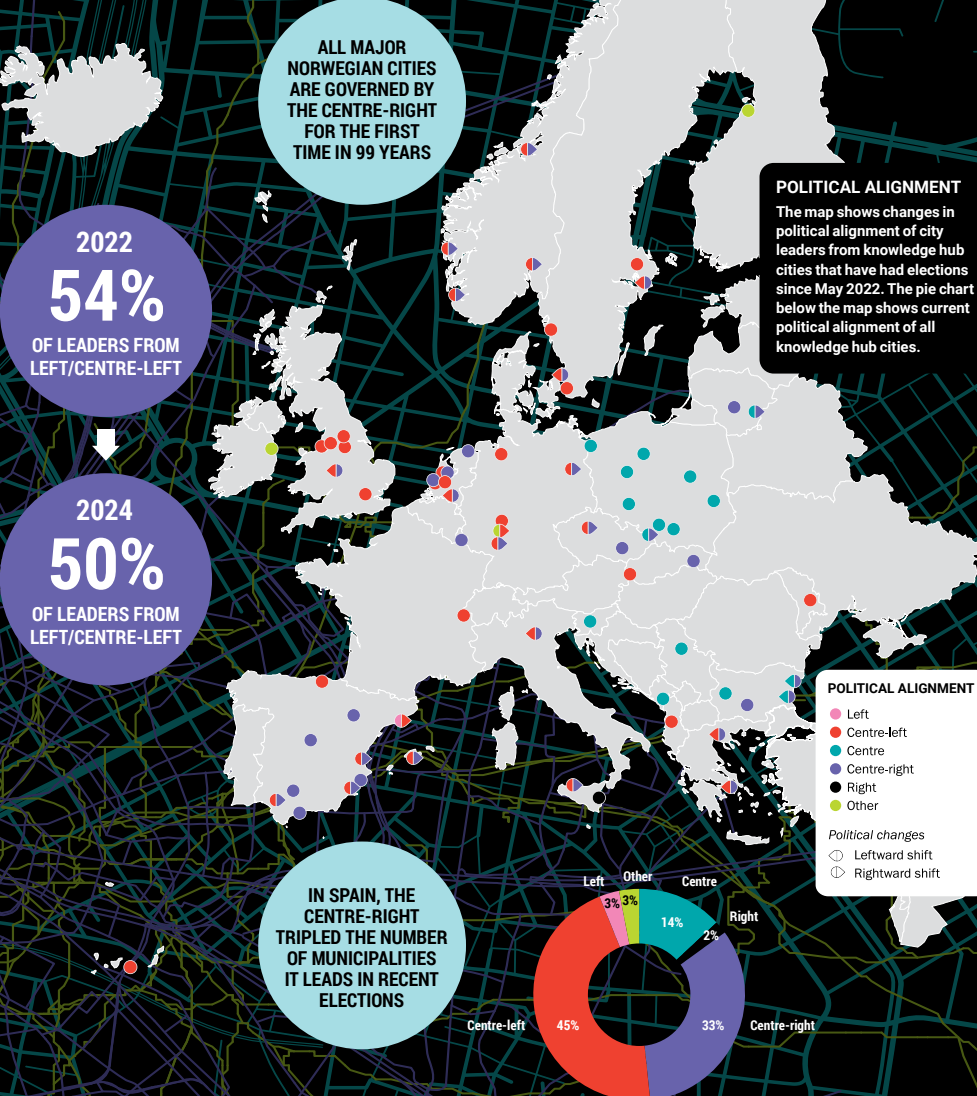 ALL MAJOR
NORWEGIAN CITIES
ARE GOVERNED BY
THE CENTRE-RIGHT
FOR THE FIRST
TIME IN 99 YEARS
POLITICAL ALIGNMENT
The map shows changes in
political alignment of city
leaders from knowledge hub
cities that have had elections
since May 2022. The pie chart
below the map shows current
political alignment of all
knowledge hub cities.
2022
54%
OF LEADERS FROM
LEFT/CENTRE-LEFT
2024
50%
OF LEADERS FROM
LEFT/CENTRE-LEFT
POLITICAL ALIGNMENT
Left
Centre-left
Centre
Centre-right
Right
Other
Political changes
Leftward shift
Rightward shift
IN SPAIN, THE
CENTRE-RIGHT
TRIPLED THE NUMBER
OF MUNICIPALITIES
IT LEADS IN RECENT
ELECTIONS
Left
Other
Centre
Right
3%
3%
14%
2%
Centre-left
45%
33%
Centre-right